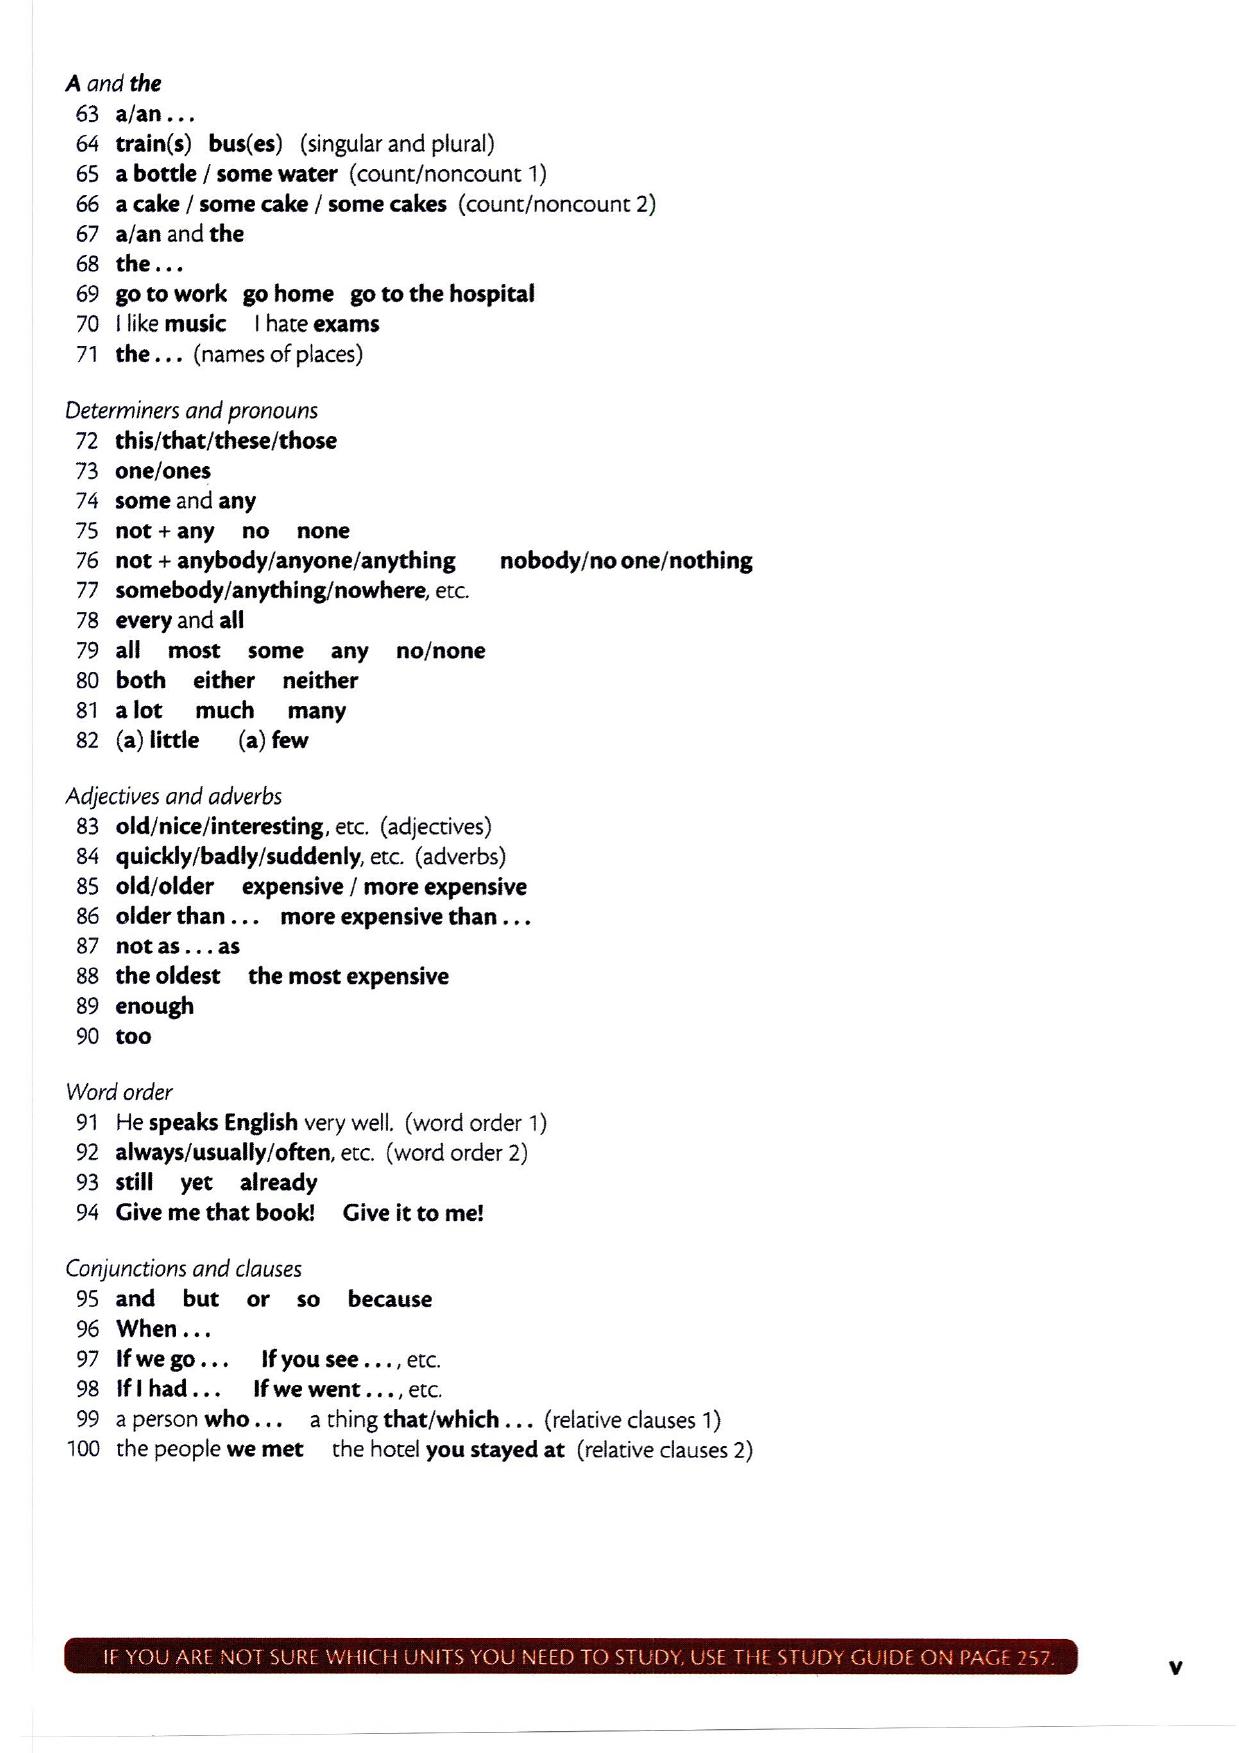 A and the
63 a/an . . .
64 train(s) bus(es) (singular and plural)
65 a bottle / some water (count/noncount 1)
66 a cake / some cake / some cakes (count/noncount 2)
67 a/an and the
68 the . . .
69 go to work go home go to the hospital
70 I like music I hate exams
71 the . . . (names of places)
Determiners and pronouns
72 this/that/these/those
73 one/ones
74 some and any
75 not + any no none
76 not + anybody/anyone/anything nobody/no one/nothing
77 somebody/anything/nowhere, etc.
78 every and all
79 all most some any no/none
80 both either neither
81 a lot much many
82 (a) little (a) few
Adjectives and adverbs
83 old/nice/interesting, etc. (adjectives)
84 quickly/badly/suddenly, etc. (adverbs)
85 old/older expensive / more expensive
86 older than . . . more expensive than . . .
87 not as . . . as
88 the oldest the most expensive
89 enough
90 too
Word order
91 He speaks English very well. (word order 1)
92 always/usually/often, etc. (word order 2)
93 still yet already
94 Give me that book! Give it to me!
Conjunctions and clauses
95 and but or so because
96 When . . .
97 If we go . . . If you see . . . , etc.
98 If I had . . . If we went . . . , etc.
99 a person who . . . a thing that/which . . . (relative clauses 1)
100 the people we met the hotel you stayed at (relative clauses 2)
IF YOU ARE NOT SURE WHICH UNITS YOU NEED TO STUDY, USE THE STUDY GUIDE ON PAGE 257.
v